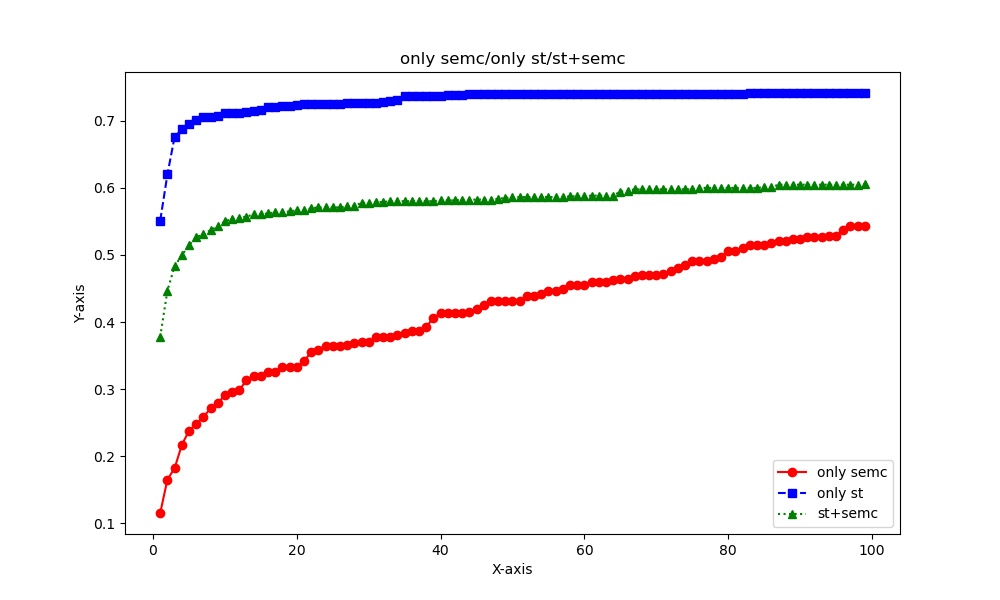 only semc/only st/st+semc
Y-axis
0.7
0.6
0.5
0.4
0.3
0.2
0.1
only semc
only st
st+semc
0 20 40 60 80 100
X-axis